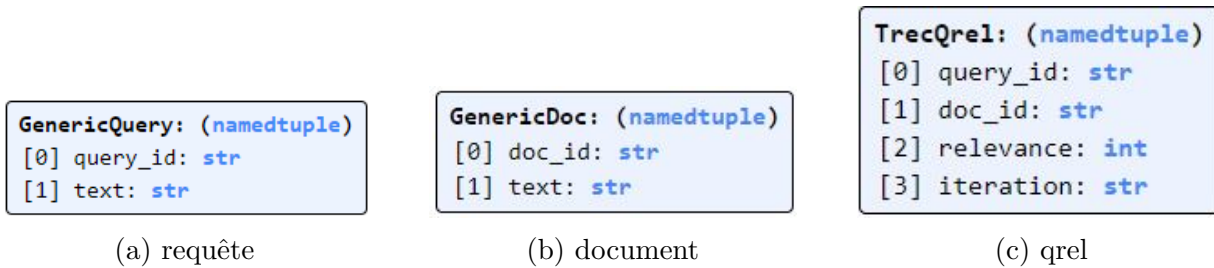 GenericQuery: (namedtuple)
[0] query_id: str
[1] text: str
(a) requête
GenericDoc: (namedtuple)
[0] doc_id: str
[1] text: str
(b) document
TrecQrel: (namedtuple)
[0] query_id: str
[1] doc_id: str
[2] relevance: int
[3] iteration: str
(c) qrel